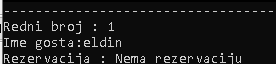 ------------------------------------
Redni broj : 1
Ime gosta:eldin
Rezervacija : Nema rezervaciju